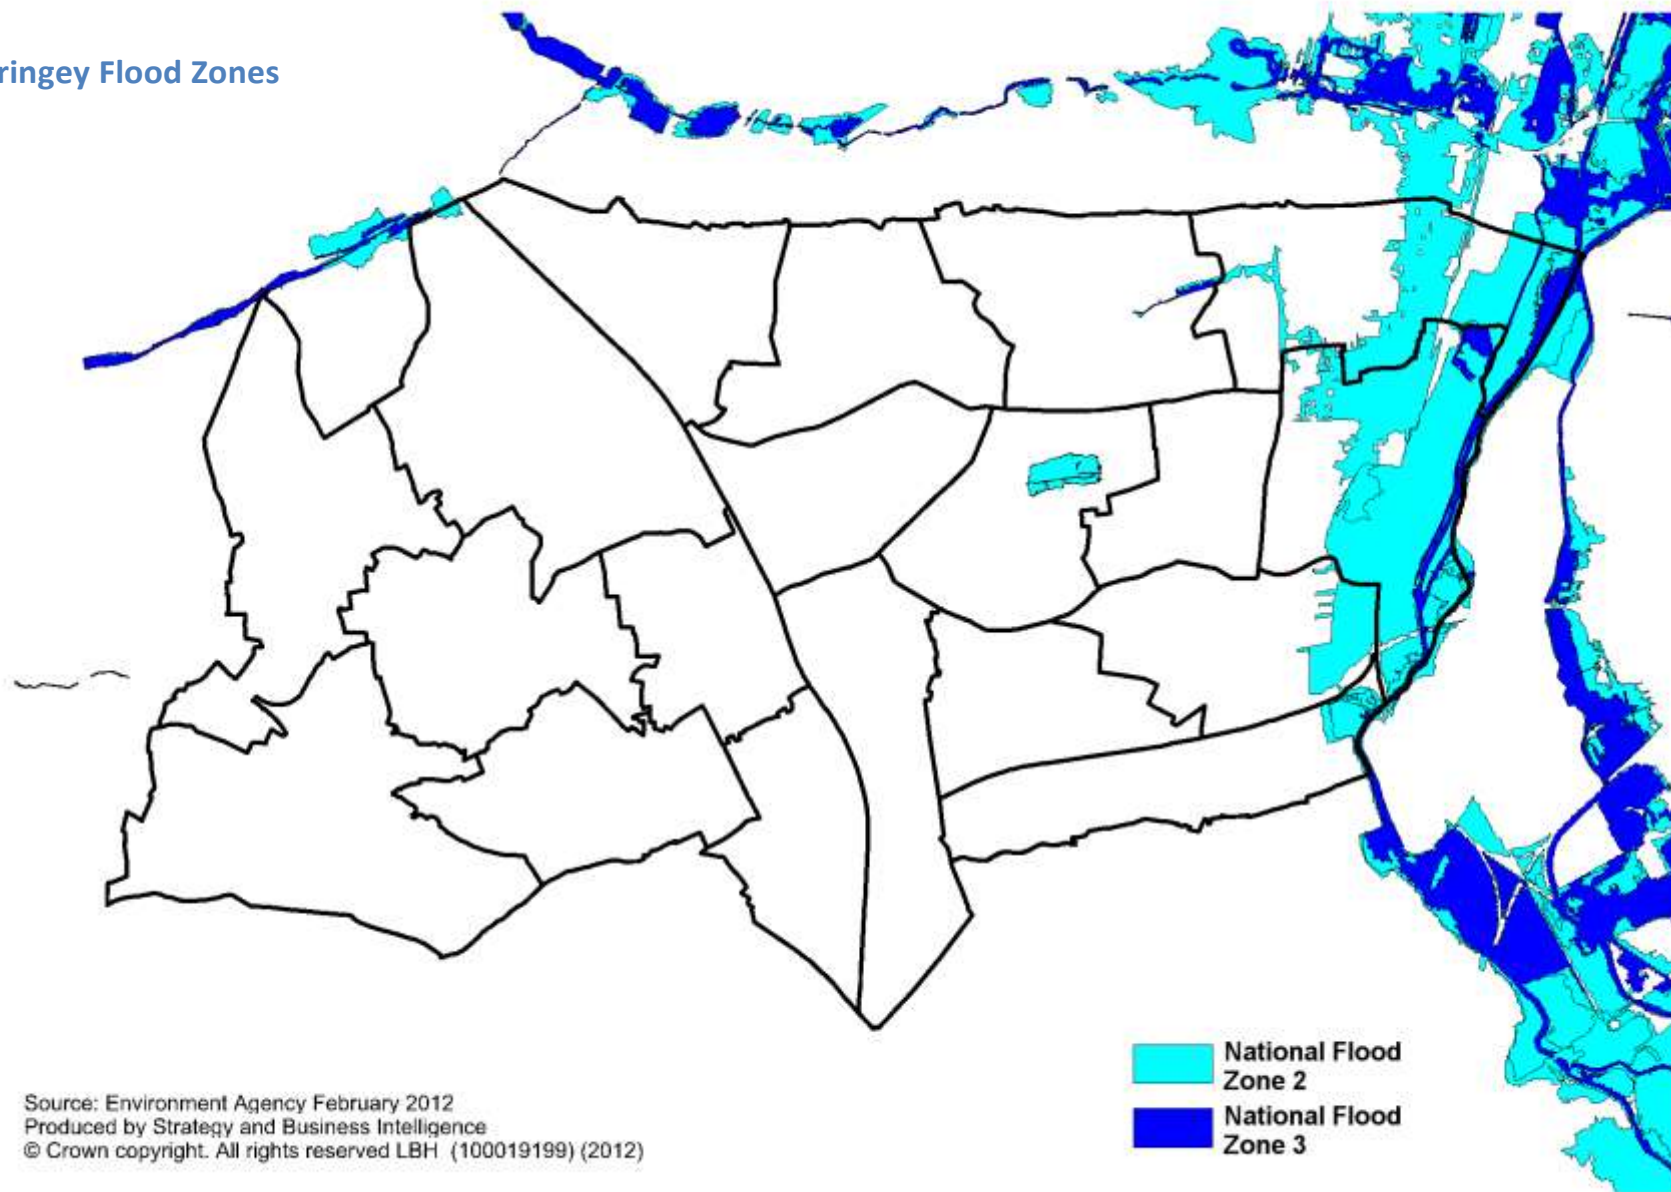 ringey Flood Zones
National Flood
Zone 2
National Flood
Zone 3
Source: Environment Agency February 2012
Produced by Strategy and Business Intelligence
© Crown copyright. All rights reserved LBH (100019199) (2012)